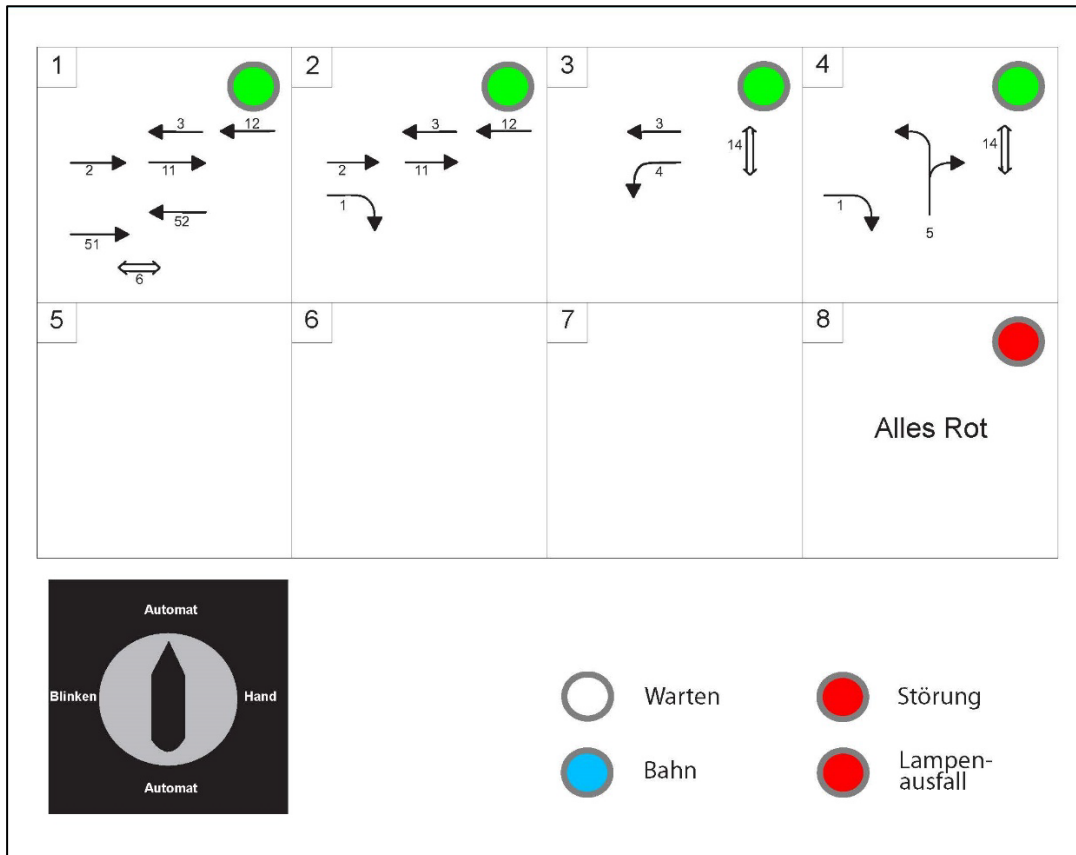 1
2
3
4
3
12
2
11
52
51
6
3
12
2
11
1
3
4
14
14
1
5
5
6
7
8
Alles Rot
Automat
Blinken
Hand
Automat
Warten
Störung
Bahn
Lampen-
ausfall